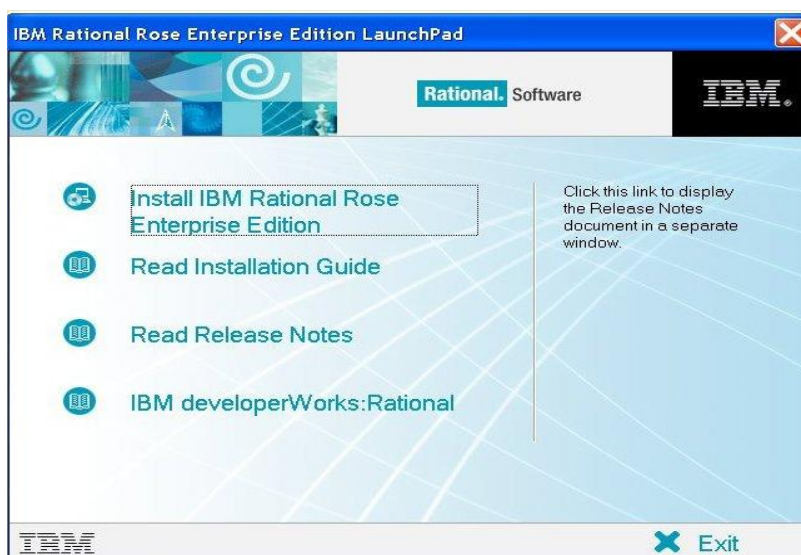 IBM Rational Rose Enterprise Edition LaunchPad
Rational. Software
IBM.
Install IBM Rational Rose
Enterprise Edition
Read Installation Guide
Read Release Notes
IBM developerWorks:Rational
Click this link to display
the Release Notes
document in a separate
window.
IBM
Exit